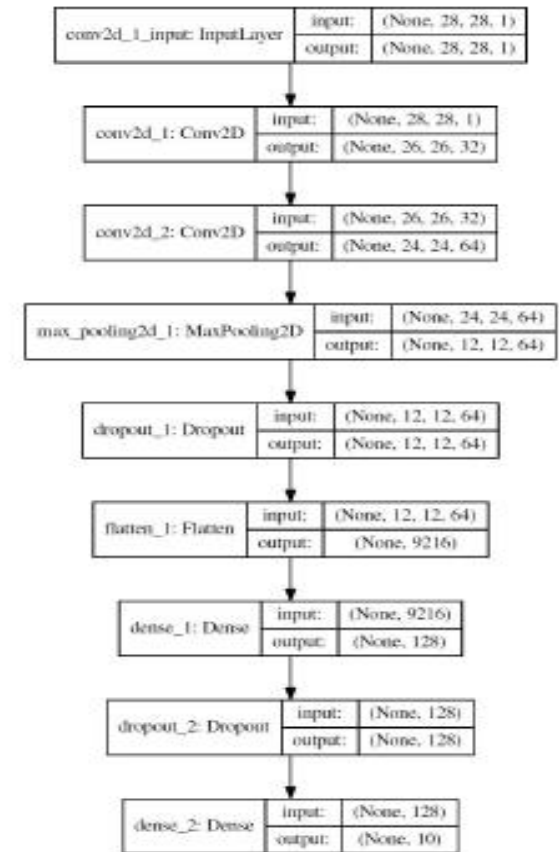 conv2d_1_input: InputLayer
input: (None, 28, 28, 1)
output: (None, 28, 28, 1)
conv2d_1: Conv2D
input: (None, 28, 28, 1)
output: (None, 26, 26, 32)
conv2d_2: Conv2D
input: (None, 26, 26, 32)
output: (None, 24, 24, 64)
max_pooling2d_1: MaxPooling2D
input: (None, 24, 24, 64)
output: (None, 12, 12, 64)
dropout_1: Dropout
input: (None, 12, 12, 64)
output: (None, 12, 12, 64)
flatten_1: Flatten
input: (None, 12, 12, 64)
output: (None, 9216)
dense_1: Dense
input: (None, 9216)
output: (None, 128)
dropout_2: Dropout
input: (None, 128)
output: (None, 128)
dense_2: Dense
input: (None, 128)
output: (None, 10)